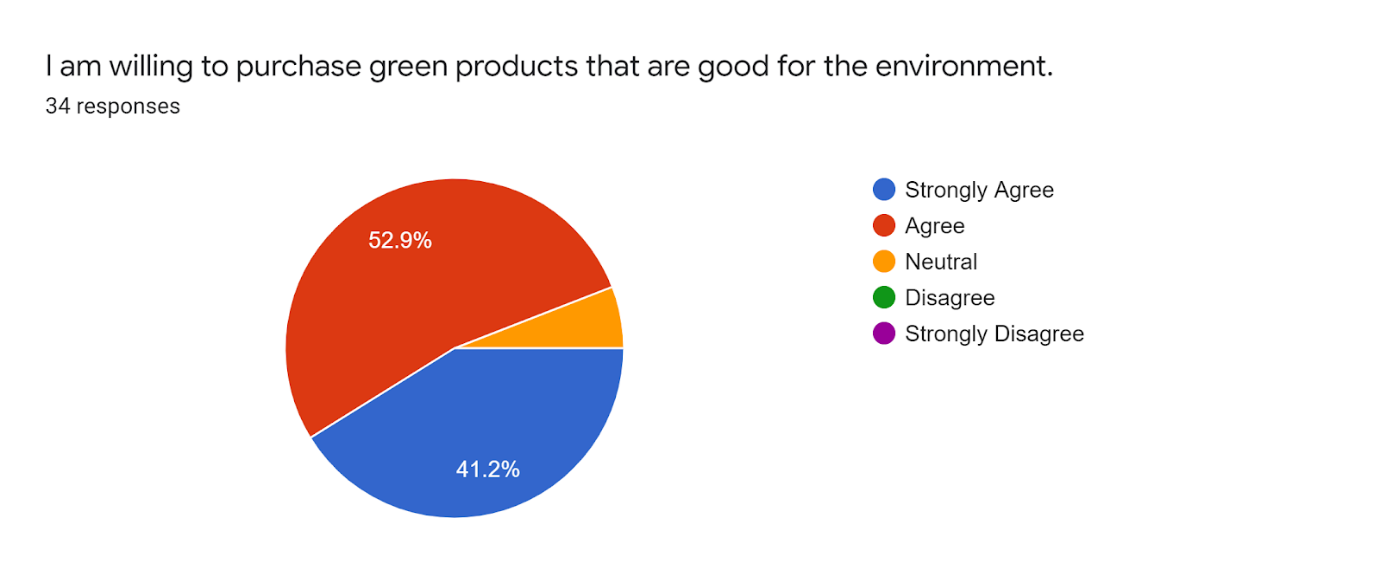 I am willing to purchase green products that are good for the environment.
34 responses
52.9%
41.2%
Strongly Agree
Agree
Neutral
Disagree
Strongly Disagree